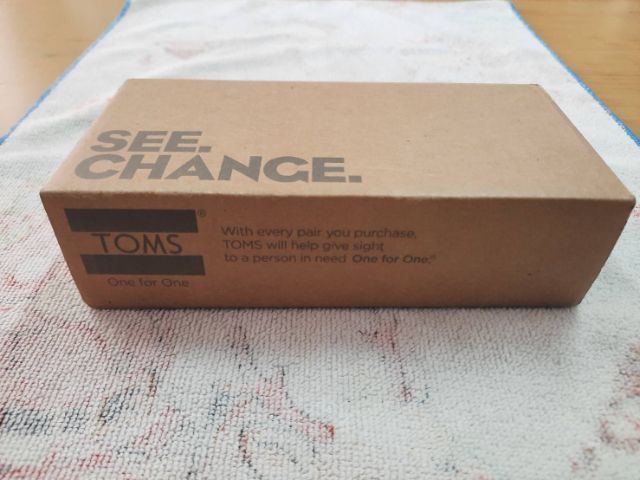 SEE.
CHANGE.
TOMS®
One for One
With every pair you purchase,
TOMS will help give sight
to a person in need One for One.®